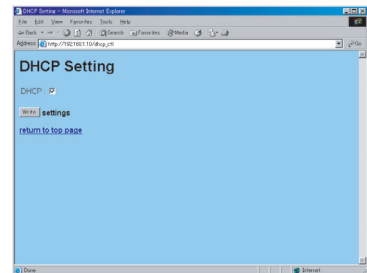 DHCP Setting - Microsoft Internet Explorer
File Edit View Favorites Tools Help
Back Search Favorites Media
Address http://192.168.1.10/dhcp_ctl Go
DHCP Setting
DHCP :
Write settings
return to top page
Done Internet